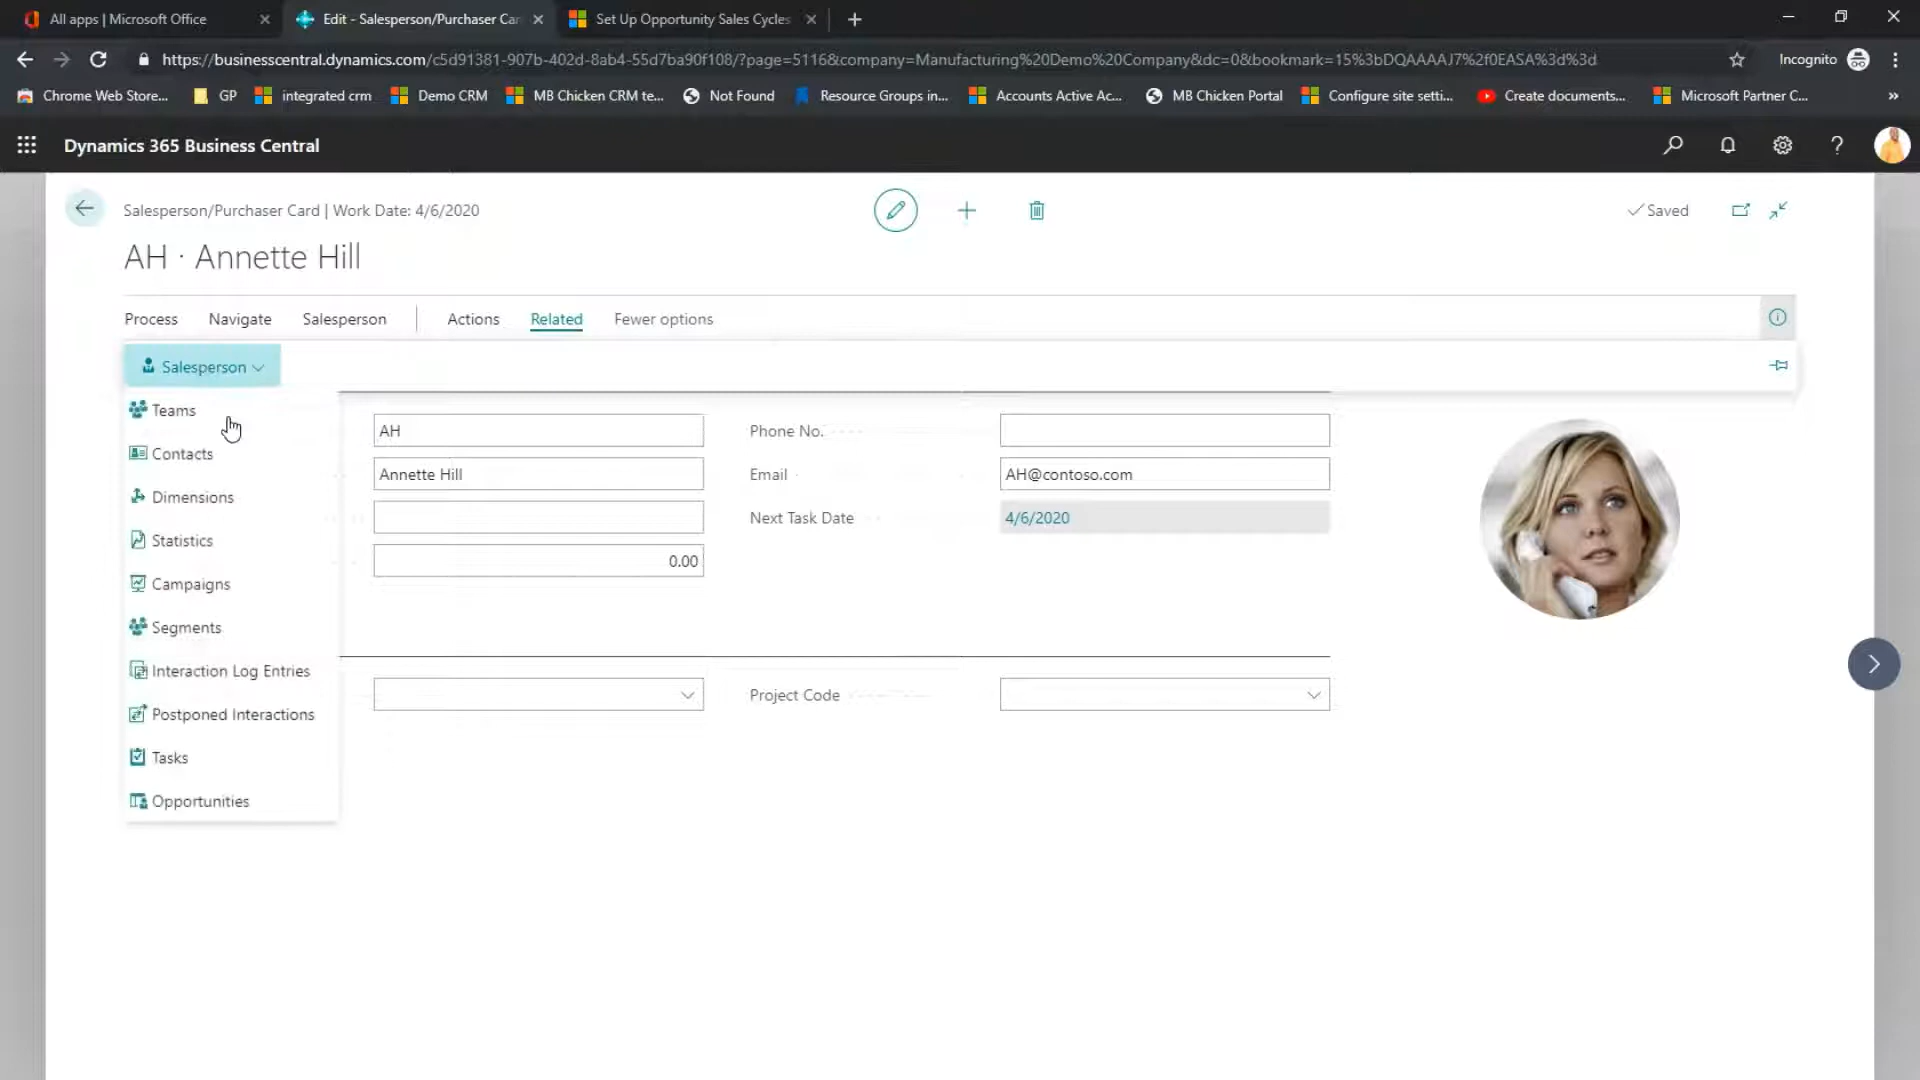 All apps | Microsoft Office
Edit - Salesperson/Purchaser Car
Set Up Opportunity Sales Cycles
https://businesscentral.dynamics.com/c5d91381-907b-402d-8ab4-55d7ba90f108/?page=5116&company=Manufacturing%20Demo%20Company&dc=0&bookmark=15%3bDQAAAAJ7%2f0EASA%3d%3d
Incognito
Chrome Web Store...
GP
integrated crm
Demo CRM
MB Chicken CRM te...
Not Found
Resource Groups in...
Accounts Active Ac...
MB Chicken Portal
Configure site setti...
Create documents...
Microsoft Partner C...
»
Dynamics 365 Business Central
Salesperson/Purchaser Card | Work Date: 4/6/2020
Saved
AH · Annette Hill
Process
Navigate
Salesperson
Actions
Related
Fewer options
Salesperson
Teams
Contacts
Dimensions
Statistics
Campaigns
Segments
Interaction Log Entries
Postponed Interactions
Tasks
Opportunities
AH
Annette Hill
0.00
Phone No.
Email
AH@contoso.com
Next Task Date
4/6/2020
Project Code